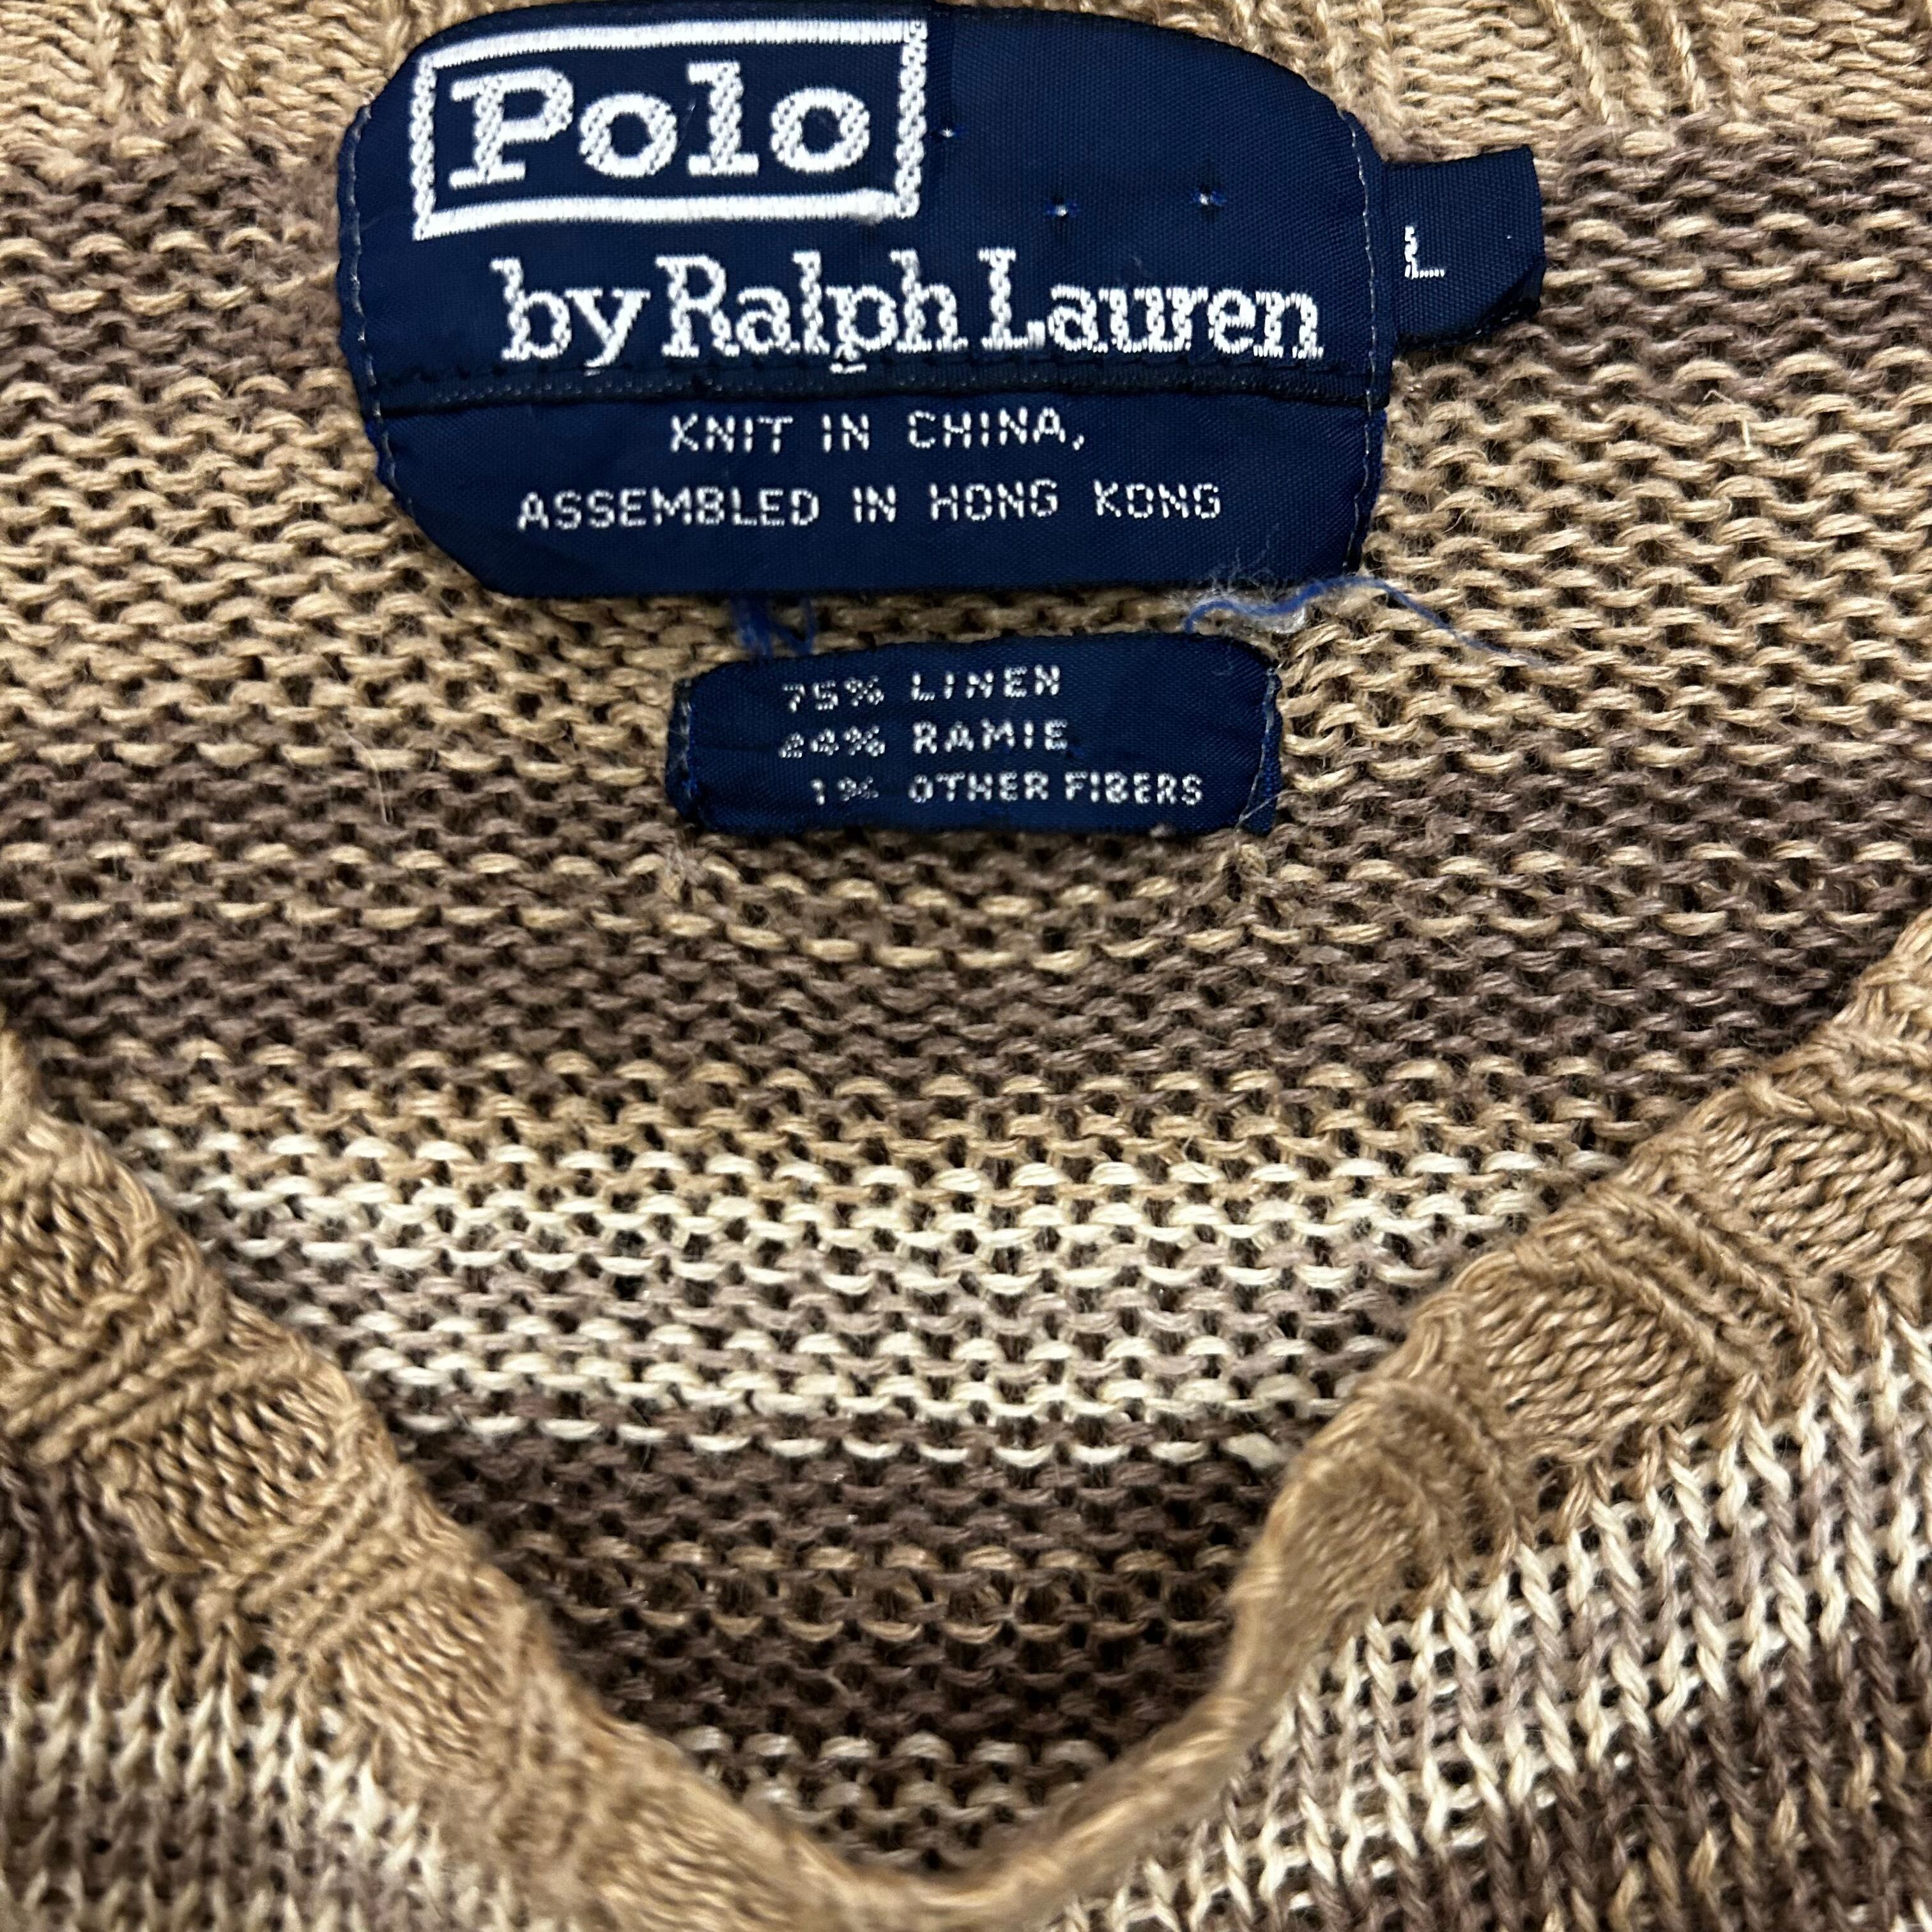 Polo
by Ralph Lauren
L
KNIT IN CHINA,
ASSEMBLED IN HONG KONG
75% LINEN
24% RAMIE
1% OTHER FIBERS